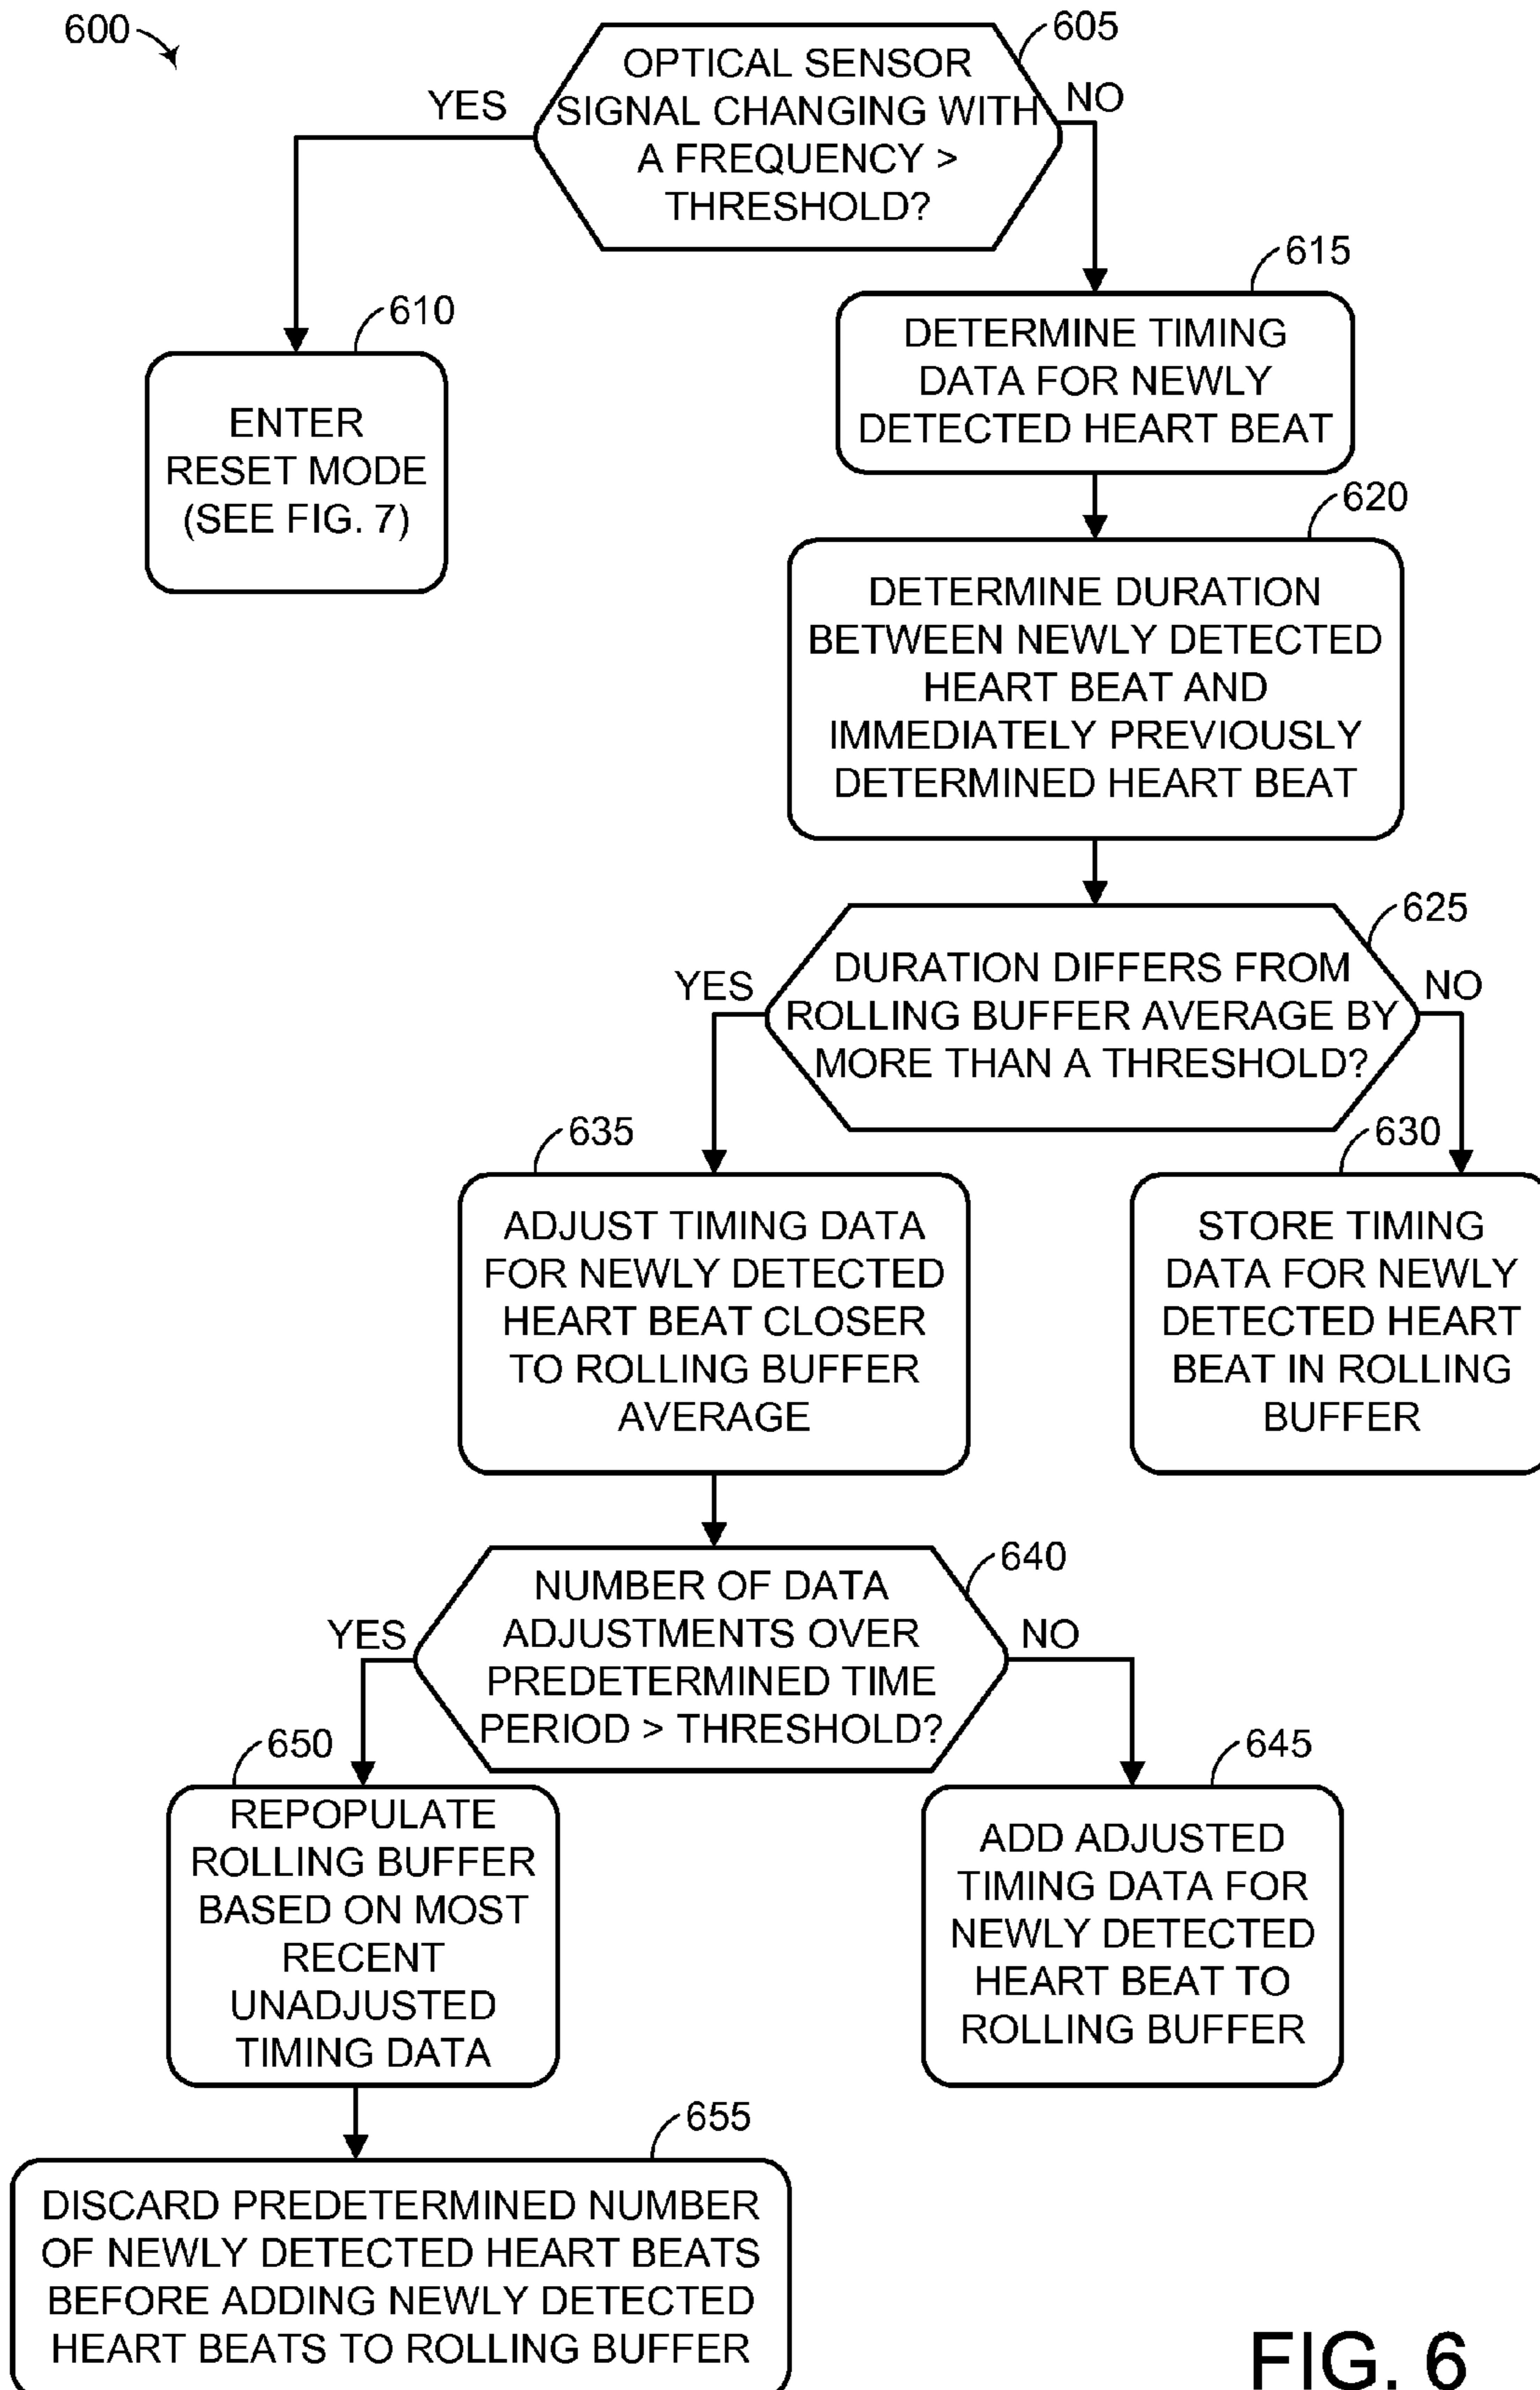 600
605
OPTICAL SENSOR
SIGNAL CHANGING WITH
A FREQUENCY >
THRESHOLD?
YES
NO
610
ENTER
RESET MODE
(SEE FIG. 7)
615
DETERMINE TIMING
DATA FOR NEWLY
DETECTED HEART BEAT
620
DETERMINE DURATION
BETWEEN NEWLY DETECTED
HEART BEAT AND
IMMEDIATELY PREVIOUSLY
DETERMINED HEART BEAT
625
DURATION DIFFERS FROM
ROLLING BUFFER AVERAGE BY
MORE THAN A THRESHOLD?
YES
NO
635
ADJUST TIMING DATA
FOR NEWLY DETECTED
HEART BEAT CLOSER
TO ROLLING BUFFER
AVERAGE
630
STORE TIMING
DATA FOR NEWLY
DETECTED HEART
BEAT IN ROLLING
BUFFER
640
NUMBER OF DATA
ADJUSTMENTS OVER
PREDETERMINED TIME
PERIOD > THRESHOLD?
YES
NO
650
REPOPULATE
ROLLING BUFFER
BASED ON MOST
RECENT
UNADJUSTED
TIMING DATA
645
ADD ADJUSTED
TIMING DATA FOR
NEWLY DETECTED
HEART BEAT TO
ROLLING BUFFER
655
DISCARD PREDETERMINED NUMBER
OF NEWLY DETECTED HEART BEATS
BEFORE ADDING NEWLY DETECTED
HEART BEATS TO ROLLING BUFFER
FIG. 6